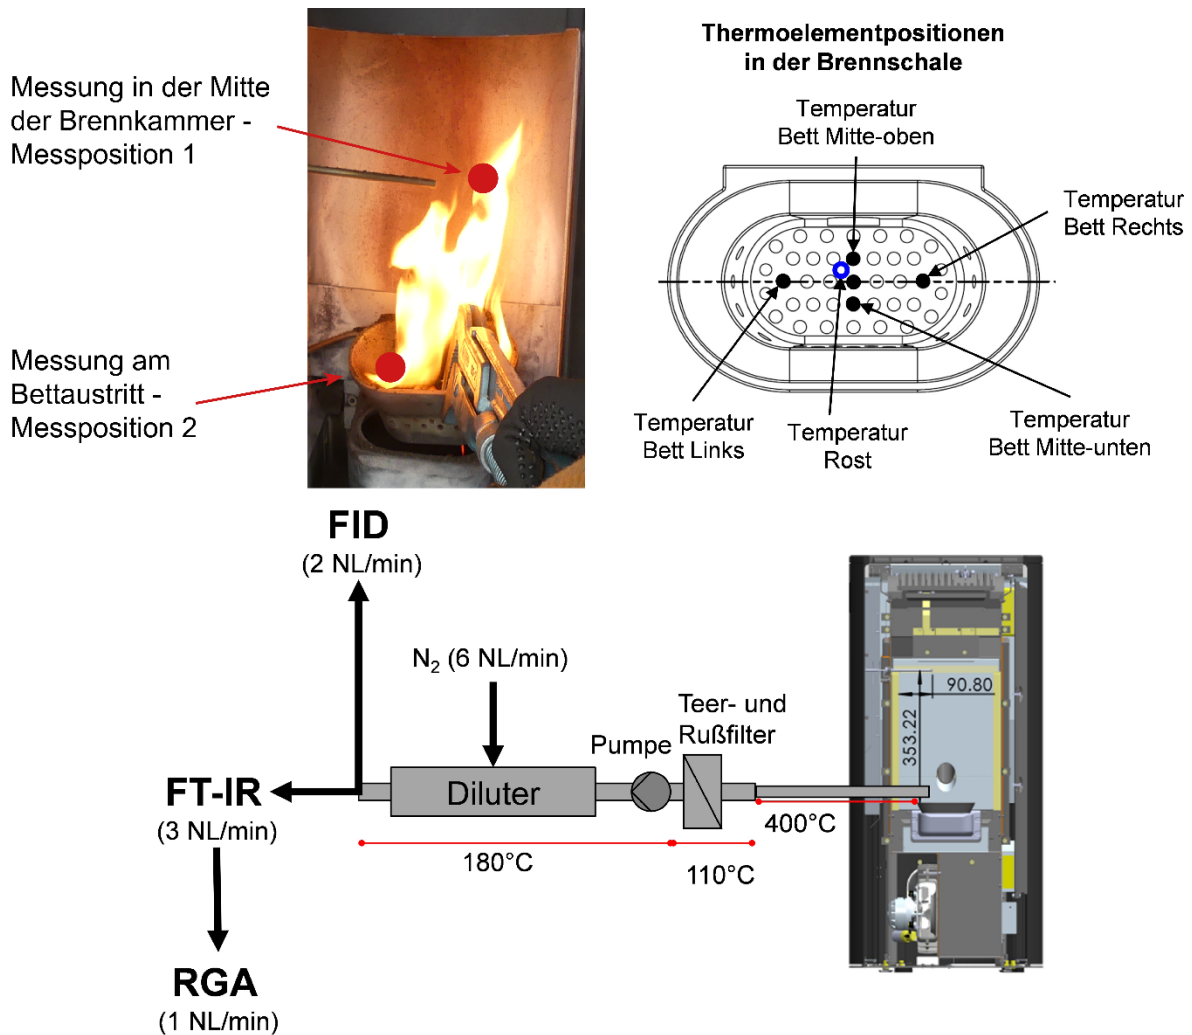 Messung in der Mitte
der Brennkammer -
Messposition 1
Messung am
Bettaustritt -
Messposition 2
Thermoelementpositionen
in der Brennschale
Temperatur
Bett Mitte-oben
Temperatur
Bett Rechts
Temperatur
Bett Links
Temperatur
Rost
Temperatur
Bett Mitte-unten
FID
(2 NL/min)
N₂ (6 NL/min)
Teer- und
Rußfilter
Pumpe
Diluter
FT-IR
(3 NL/min)
180°C
110°C
400°C
90.80
353.22
RGA
(1 NL/min)